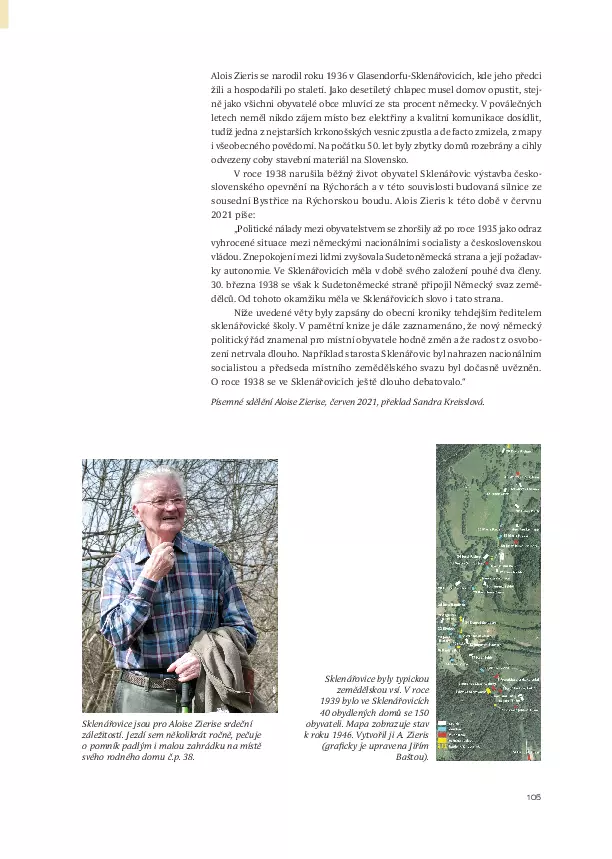 Alois Zieris se narodil roku 1936 v Glasendorfu-Sklenářovicích, kde jeho předci
žili a hospodařili po staletí. Jako desetiletý chlapec musel domov opustit, stej-
ně jako všichni obyvatelé obce mluvící ze sta procent německy. V poválečných
letech neměl nikdo zájem místo bez elektřiny a kvalitní komunikace dosídlit,
tudíž jedna z nejstarších krkonošských vesnic zpustla a de facto zmizela, z mapy
i všeobecného povědomí. Na počátku 50. let byly zbytky domů rozebrány a cihly
odvezeny coby stavební materiál na Slovensko.
V roce 1938 narušila běžný život obyvatel Sklenářovic výstavba česko-
slovenského opevnění na Rýchorách a v této souvislosti budovaná silnice ze
sousední Bystřice na Rýchorskou boudu. Alois Zieris k této době v červnu
2021 píše:
„Politické nálady mezi obyvatelstvem se zhoršily až po roce 1935 jako odraz
vyhrocené situace mezi německými nacionálními socialisty a československou
vládou. Znepokojení mezi lidmi zvyšovala Sudetoněmecká strana a její požadav-
ky autonomie. Ve Sklenářovicích měla v době svého založení pouhé dva členy.
30. března 1938 se však k Sudetoněmecké straně připojil Německý svaz země-
dělců. Od tohoto okamžiku měla ve Sklenářovicích slovo i tato strana.
Níže uvedené věty byly zapsány do obecní kroniky tehdejším ředitelem
sklenářovické školy. V pamětní knize je dále zaznamenáno, že nový německý
politický řád znamenal pro místní obyvatele hodně změn a že radost z osvobo-
zení netrvala dlouho. Například starosta Sklenářovic byl nahrazen nacionálním
socialistou a předseda místního zemědělského svazu byl dočasně uvězněn.
O roce 1938 se ve Sklenářovicích ještě dlouho debatovalo.“
Písemné sdělění Aloise Zierise, červen 2021, překlad Sandra Kreisslová.
Sklenářovice jsou pro Aloise Zierise srdeční
záležitostí. Jezdí sem několikrát ročně, pečuje
o pomník padlým i malou zahrádku na místě
svého rodného domu č.p. 38.
Sklenářovice byly typickou
zemědělskou vsí. V roce
1939 bylo ve Sklenářovicích
40 obydlených domů se 150
obyvateli. Mapa zobrazuje stav
k roku 1946. Vytvořil ji A. Zieris
(graficky je upravena Jiřím
Baštou).
105